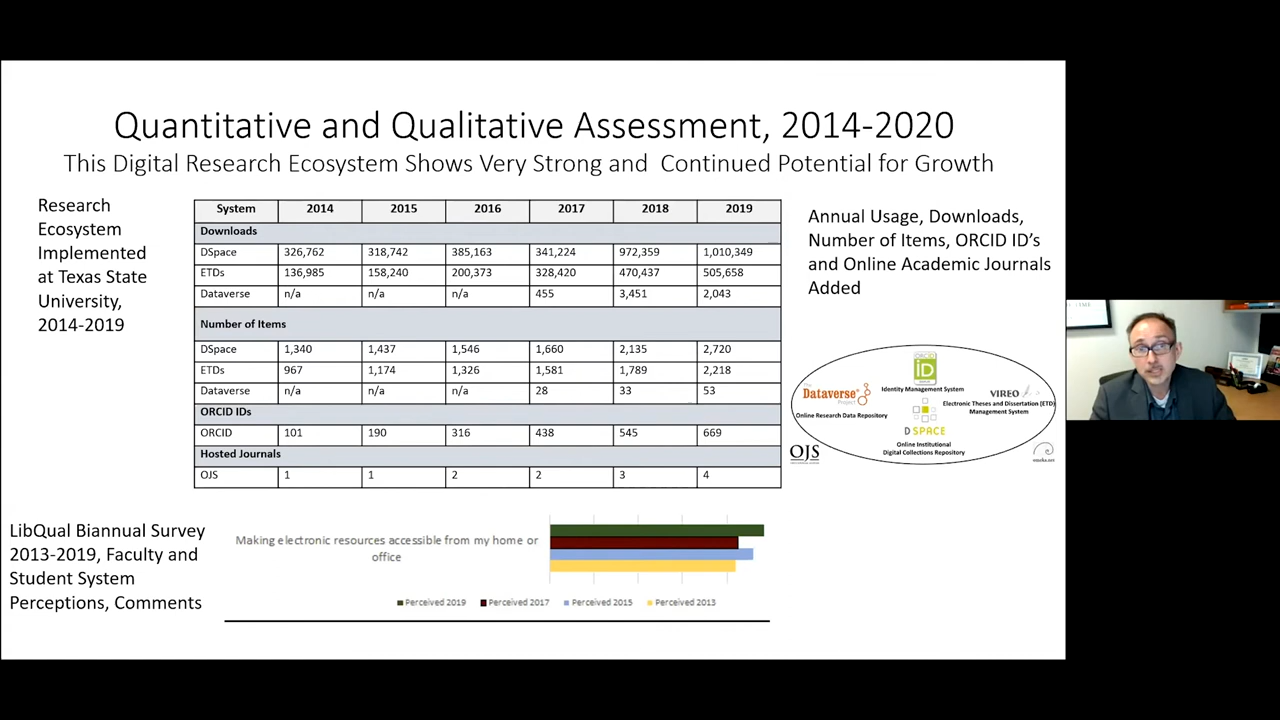 Quantitative and Qualitative Assessment, 2014-2020
This Digital Research Ecosystem Shows Very Strong and Continued Potential for Growth
Research
Ecosystem
Implemented
at Texas State
University,
2014-2019
System 2014 2015 2016 2017 2018 2019
Downloads
DSpace 326,762 318,742 385,163 341,224 972,359 1,010,349
ETDs 136,985 158,240 200,373 328,420 470,437 505,658
Dataverse n/a n/a n/a 455 3,451 2,043
Number of Items
DSpace 1,340 1,437 1,546 1,660 2,135 2,720
ETDs 967 1,174 1,326 1,581 1,789 2,218
Dataverse n/a n/a n/a 28 33 53
ORCID IDs
ORCID 101 190 316 438 545 669
Hosted Journals
OJS 1 1 2 2 3 4
Annual Usage, Downloads,
Number of Items, ORCID ID's
and Online Academic Journals
Added
ORCID
iD
Identity Management System
The
Dataverse
Project
Online Research Data Repository
VIREO
Electronic Theses and Dissertation (ETD)
Management System
DSPACE
Online Institutional
Digital Collections Repository
OJS
LibQual Biannual Survey
2013-2019, Faculty and
Student System
Perceptions, Comments
Making electronic resources accessible from my home or
office
Perceived 2019 Perceived 2017 Perceived 2015 Perceived 2013